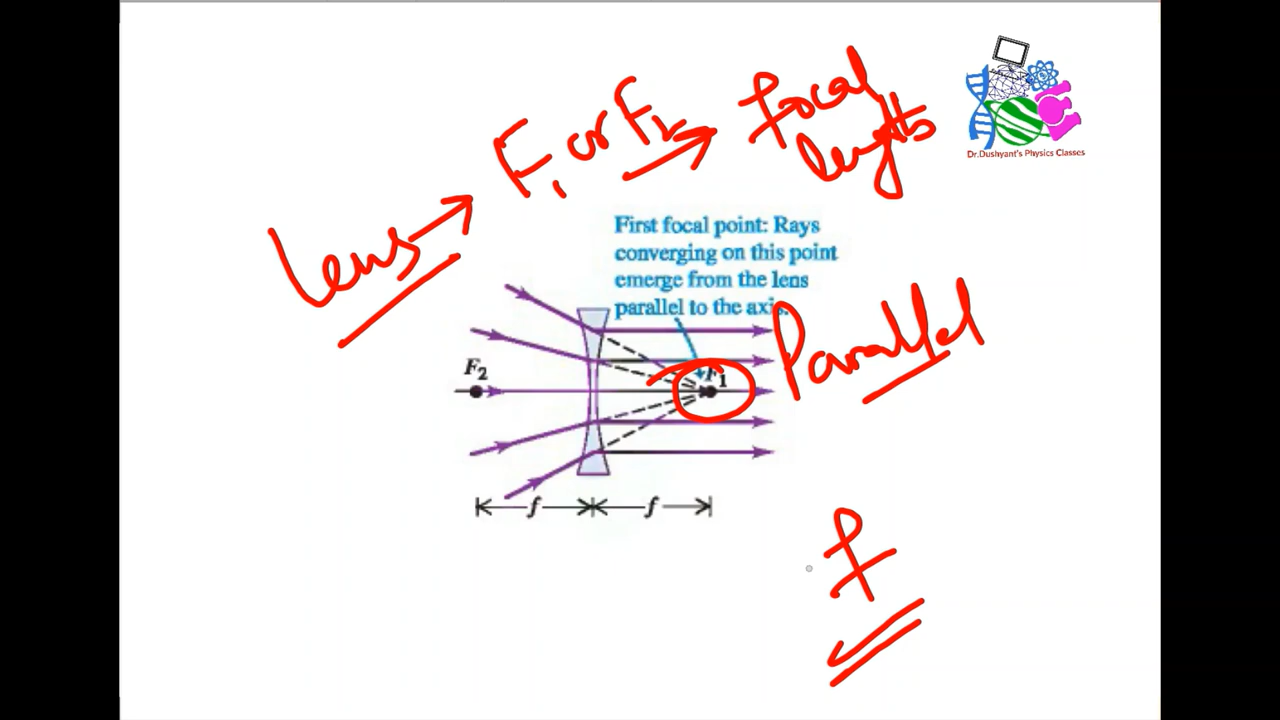 Dr.Dushyant's Physics Classes
Lens → F1 or F2 → focal
length
First focal point: Rays
converging on this point
emerge from the lens
parallel to the axis.
Parallel
F2
F1
f
f
f